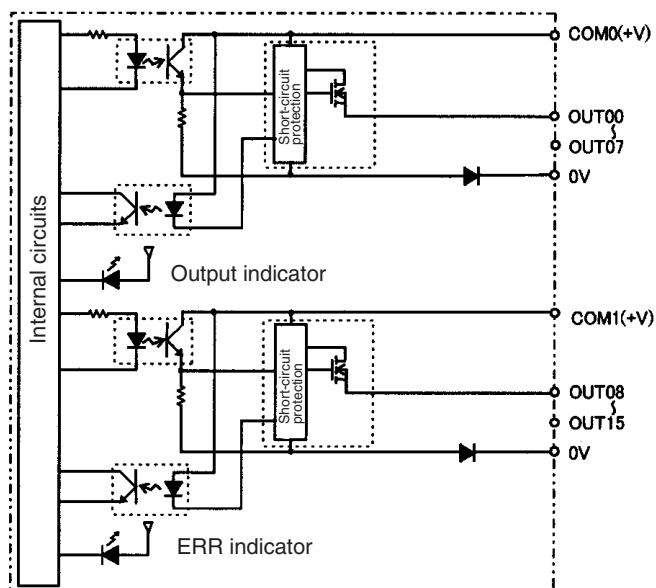 Internal circuits
COM0(+V)
Short-circuit
protection
OUT00
OUT07
0V
Output indicator
COM1(+V)
Short-circuit
protection
OUT08
OUT15
0V
ERR indicator